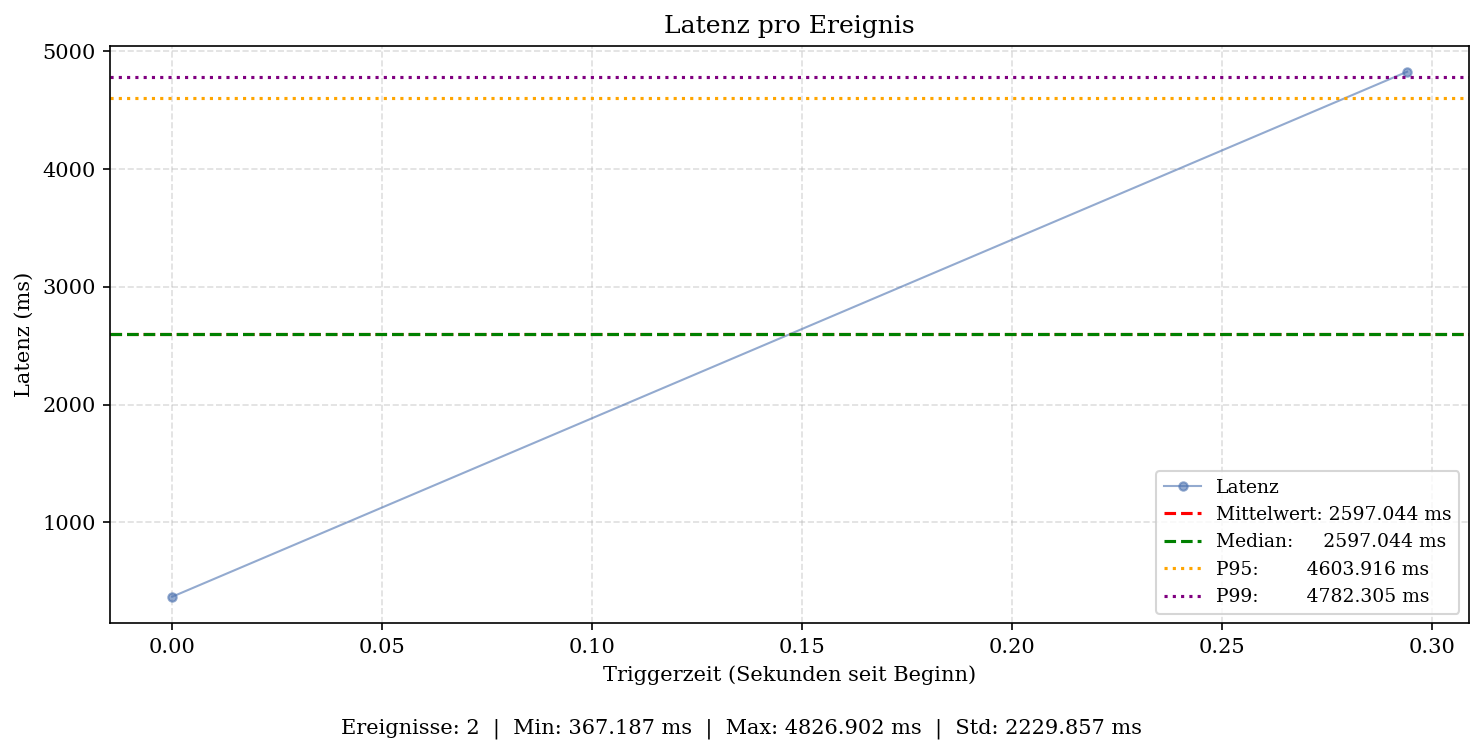 Latenz pro Ereignis
Latenz (ms)
5000
4000
3000
2000
1000
Latenz
Mittelwert: 2597.044 ms
Median: 2597.044 ms
P95: 4603.916 ms
P99: 4782.305 ms
0.00 0.05 0.10 0.15 0.20 0.25 0.30
Triggerzeit (Sekunden seit Beginn)
Ereignisse: 2 | Min: 367.187 ms | Max: 4826.902 ms | Std: 2229.857 ms